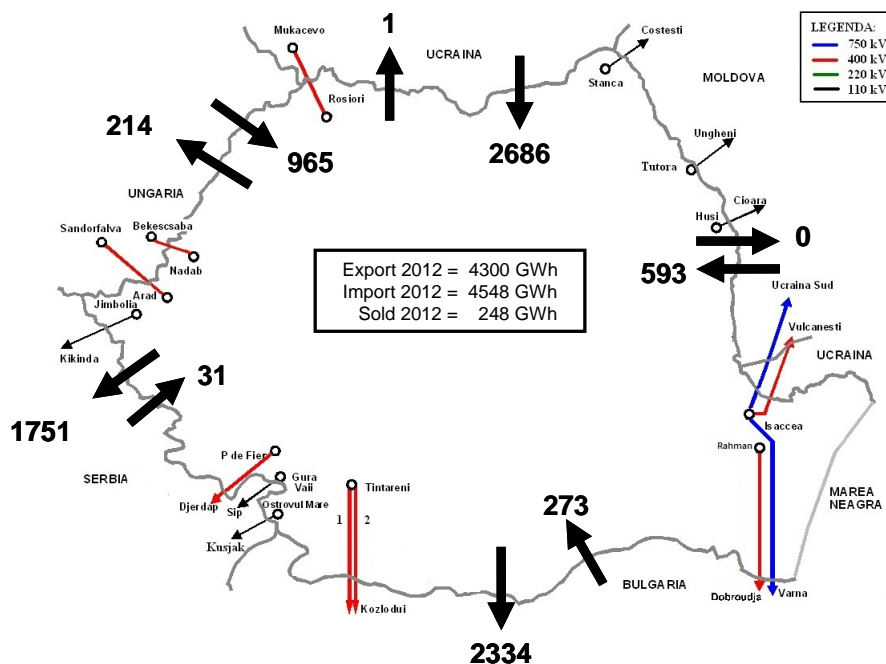 Mukacevo
1
UCRAINA
Costesti
LEGENDA:
750 kV
400 kV
220 kV
110 kV
Stanca
MOLDOVA
Rosiori
214
965
2686
Ungheni
Tutora
UNGARIA
Cioara
Husi
Sandorfalva
Bekescsaba
Nadab
0
593
Export 2012 = 4300 GWh
Import 2012 = 4548 GWh
Sold 2012 = 248 GWh
Ucraina Sud
Arad
Jimbolia
Vulcanesti
Kikinda
UCRAINA
31
1751
Isaccea
Rahman
P de Fier
SERBIA
Gura
Vaii
Tintareni
MAREA
NEAGRA
Djerdap
Sip
Ostrovul Mare
273
1 2
Kusjak
BULGARIA
Dobroudja
Varna
Kozlodui
2334